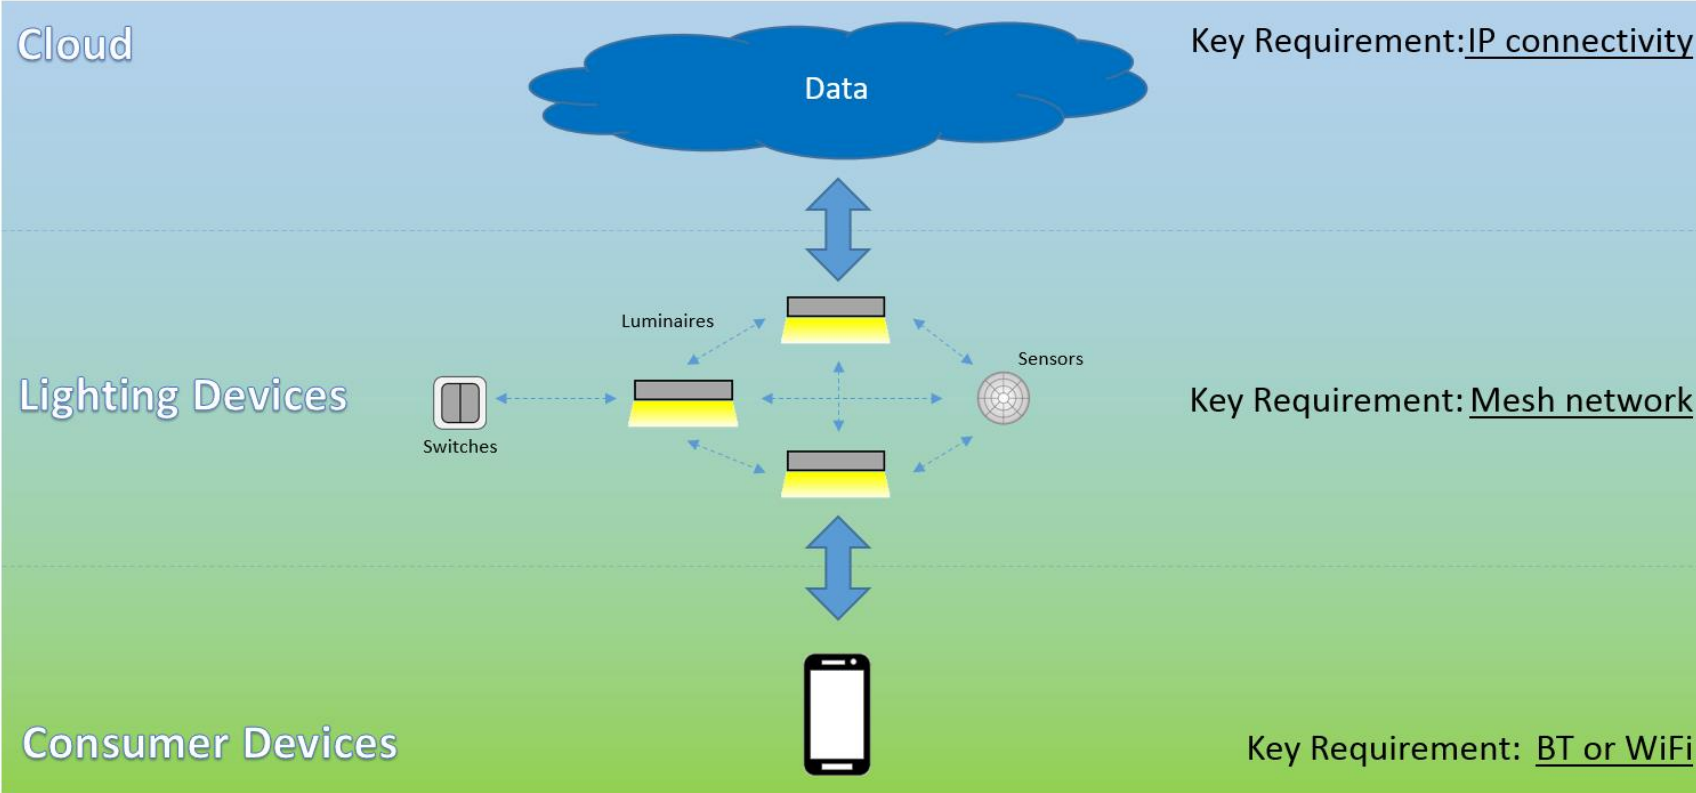 Cloud
Data
Key Requirement: IP connectivity
Luminaires
Sensors
Lighting Devices
Switches
Key Requirement: Mesh network
Consumer Devices
Key Requirement: BT or WiFi